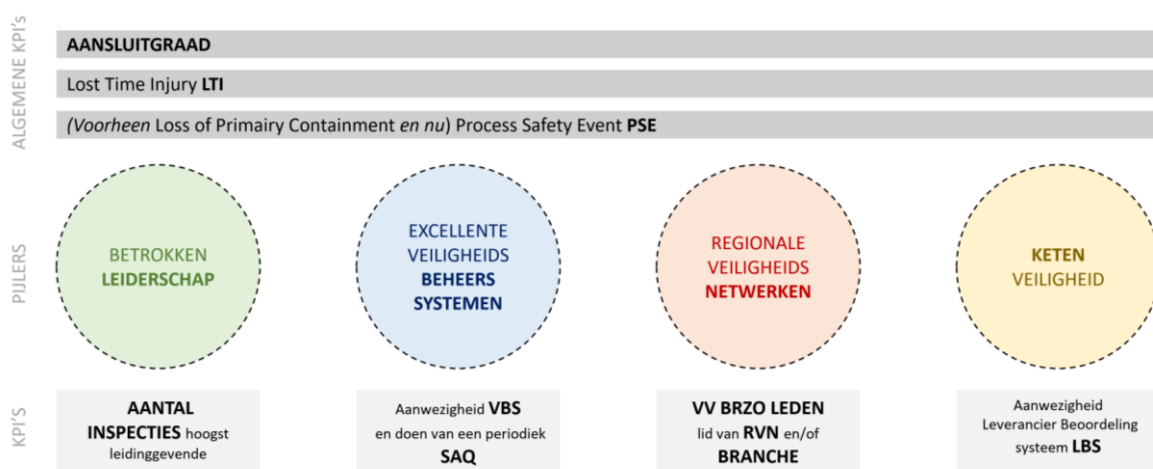 ALGEMENE KPI's
AANSLUITGRAAD
Lost Time Injury LTI
(Voorheen Loss of Primairy Containment en nu) Process Safety Event PSE
PIJLERS
BETROKKEN
LEIDERSCHAP
EXCELLENTE
VEILIGHEIDS
BEHEERS
SYSTEMEN
REGIONALE
VEILIGHEIDS
NETWERKEN
KETEN
VEILIGHEID
KPI'S
AANTAL
INSPECTIES hoogst
leidinggevende
Aanwezigheid VBS
en doen van een periodiek
SAQ
VV BRZO LEDEN
lid van RVN en/of
BRANCHE
Aanwezigheid
Leverancier Beoordeling
systeem LBS